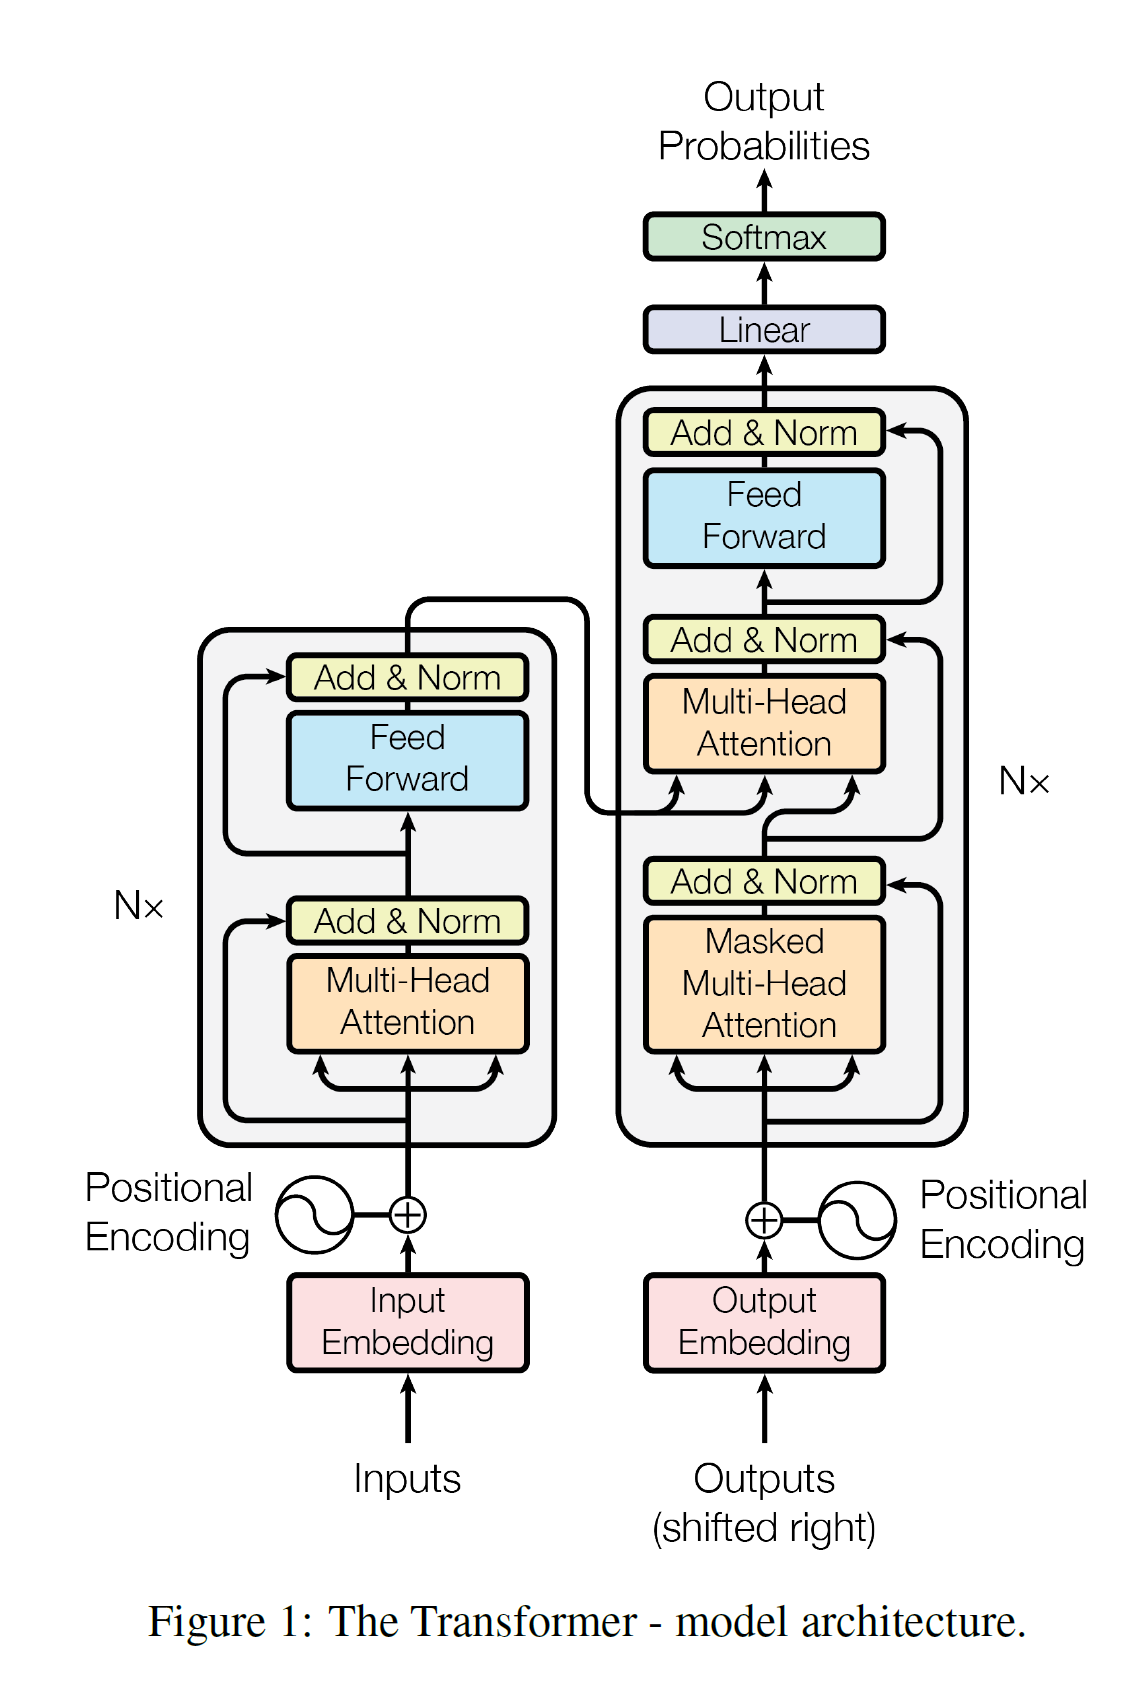 Output
Probabilities
Softmax
Linear
Add & Norm
Feed
Forward
Add & Norm
Multi-Head
Attention
Add & Norm
Masked
Multi-Head
Attention
N×
Add & Norm
Feed
Forward
Add & Norm
Multi-Head
Attention
N×
Positional
Encoding
Positional
Encoding
Input
Embedding
Output
Embedding
Inputs
Outputs
(shifted right)
Figure 1: The Transformer - model architecture.